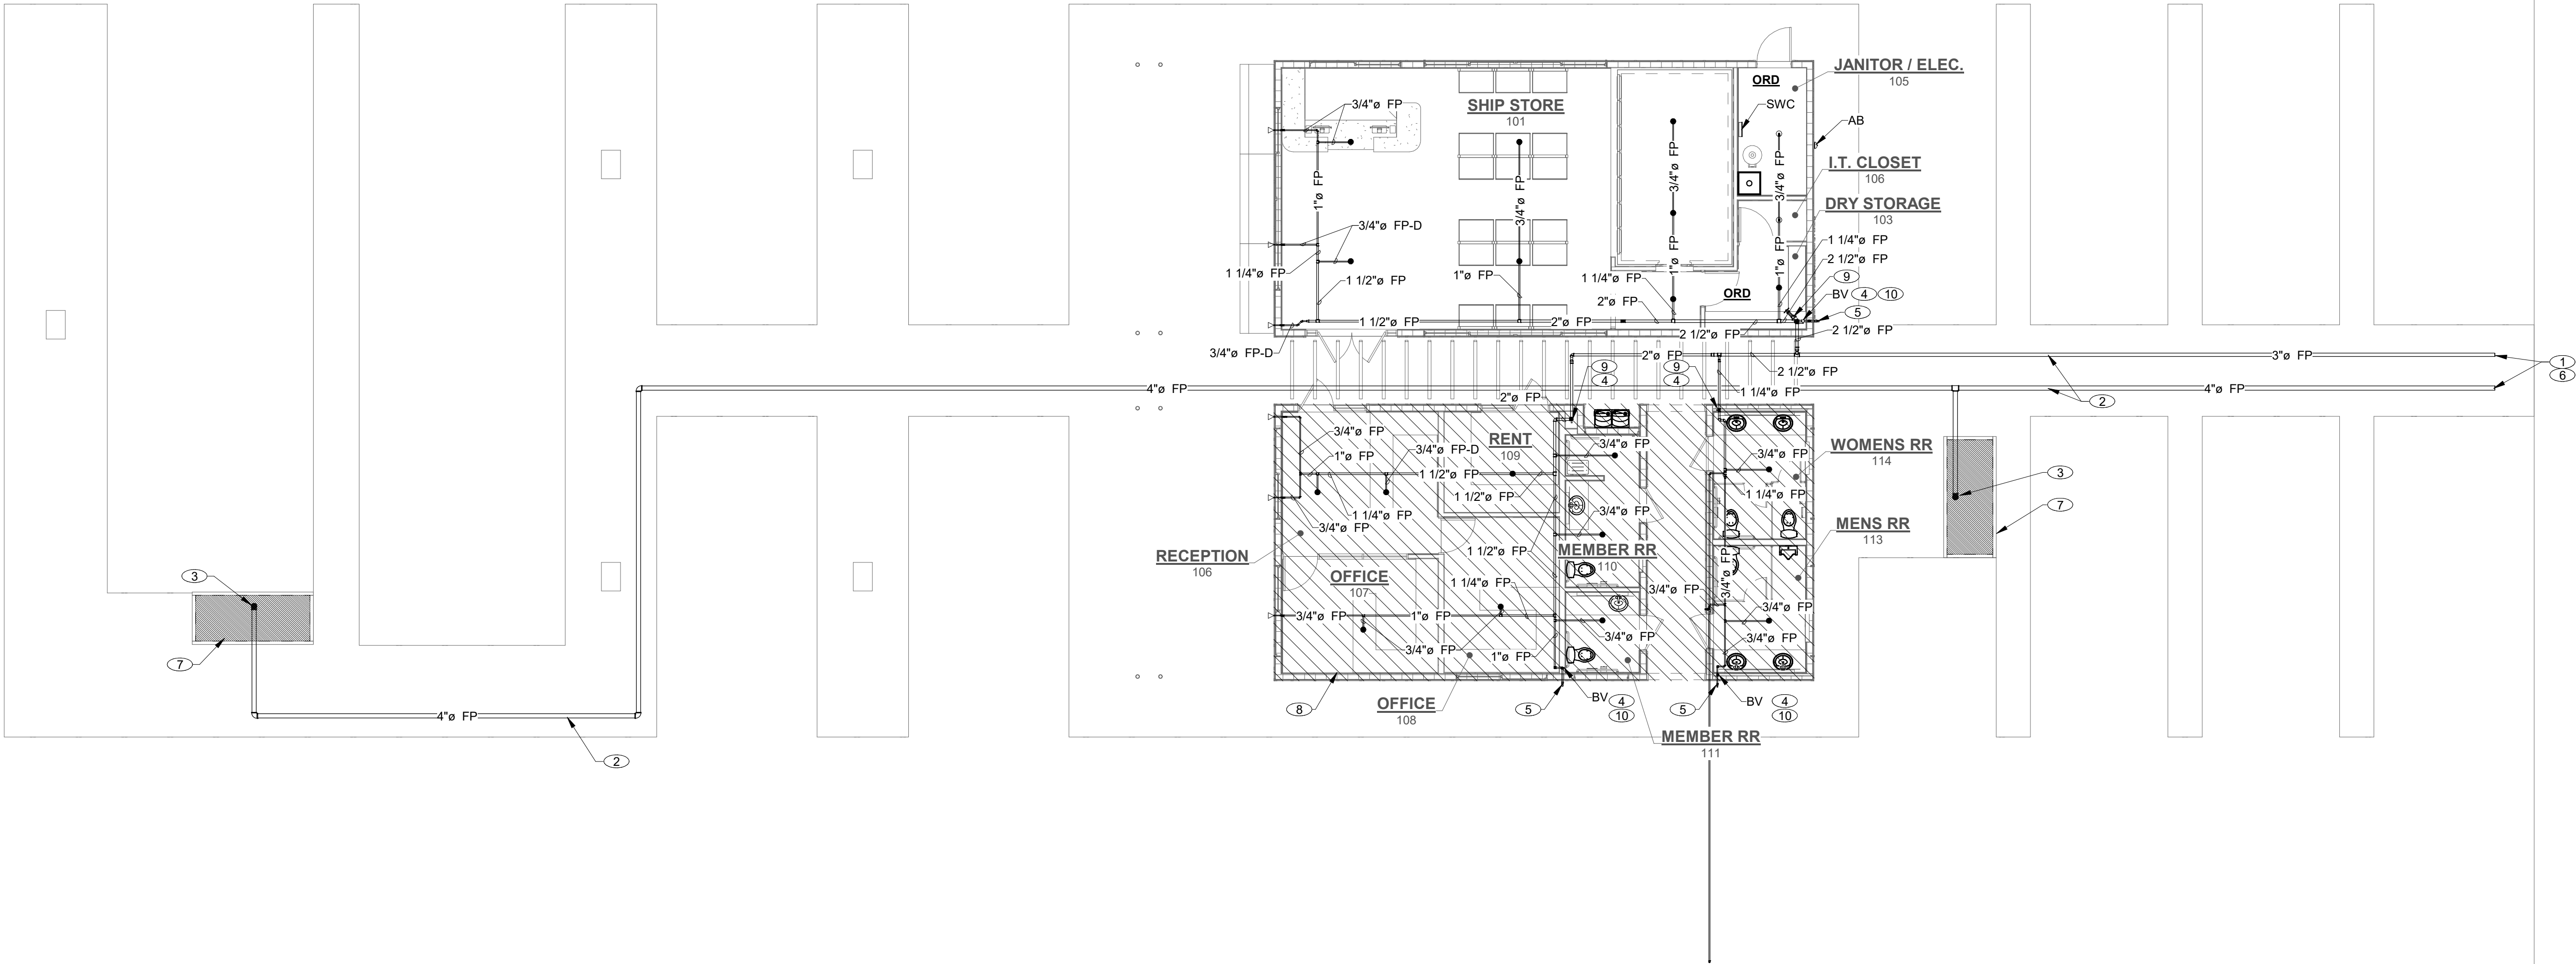 ORD
JANITOR / ELEC.
105
SWC
AB
3/4"ø FP
SHIP STORE
101
I.T. CLOSET
106
DRY STORAGE
103
1"ø FP
3/4"ø FP
3/4"ø FP
3/4"ø FP
3/4"ø FP-D
1 1/4"ø FP
1 1/2"ø FP
1"ø FP
1 1/4"ø FP
1"ø FP
1"ø FP
1 1/4"ø FP
2 1/2"ø FP
9
BV 4 10
5
2 1/2"ø FP
ORD
2"ø FP
1 1/2"ø FP
2"ø FP
2 1/2"ø FP
3/4"ø FP-D
2"ø FP
9
4
9
4
2 1/2"ø FP
1 1/4"ø FP
3"ø FP
1
6
4"ø FP
4"ø FP
2
2"ø FP
3/4"ø FP
1"ø FP
3/4"ø FP-D
RENT
109
1 1/2"ø FP
3/4"ø FP
3/4"ø FP
WOMENS RR
114
3
1 1/2"ø FP
1 1/4"ø FP
1 1/4"ø FP
3/4"ø FP
3/4"ø FP
7
MENS RR
113
RECEPTION
106
1 1/2"ø FP
MEMBER RR
110
3
OFFICE
107
1 1/4"ø FP
3/4"ø FP
3/4"ø FP
3/4"ø FP
3/4"ø FP
1"ø FP
3/4"ø FP
3/4"ø FP
3/4"ø FP
1"ø FP
7
8
OFFICE
108
5
BV 4
10
5
BV 4
10
4"ø FP
MEMBER RR
111
2